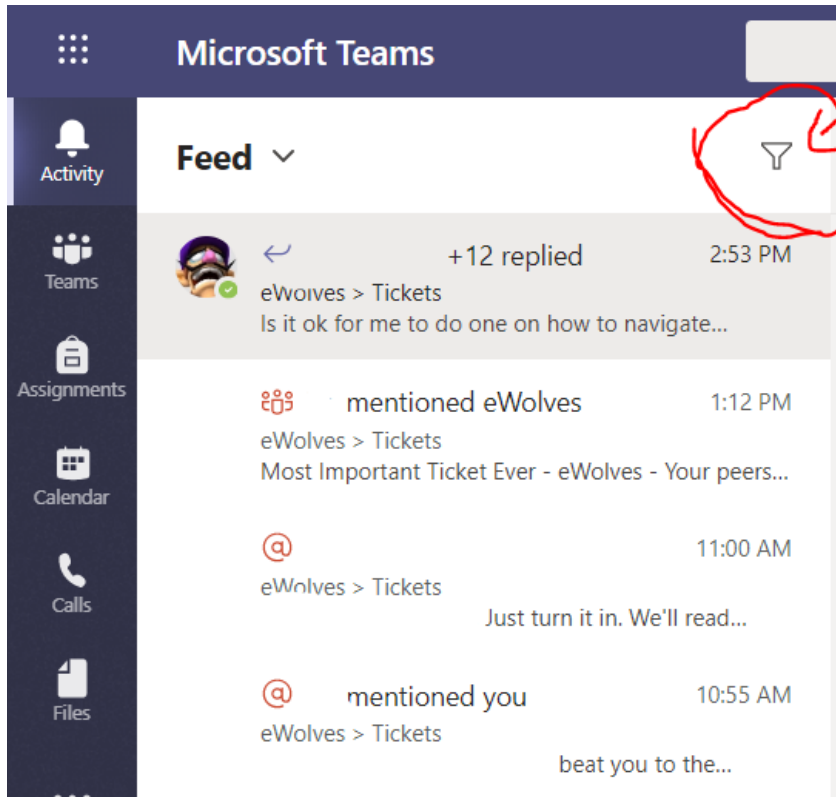 Microsoft Teams
Activity
Feed
+12 replied 2:53 PM
eWolves > Tickets
Is it ok for me to do one on how to navigate...
Teams
Assignments
mentioned eWolves 1:12 PM
eWolves > Tickets
Most Important Ticket Ever - eWolves - Your peers...
Calendar
11:00 AM
eWolves > Tickets
Just turn it in. We'll read...
Calls
Files
mentioned you 10:55 AM
eWolves > Tickets
beat you to the...